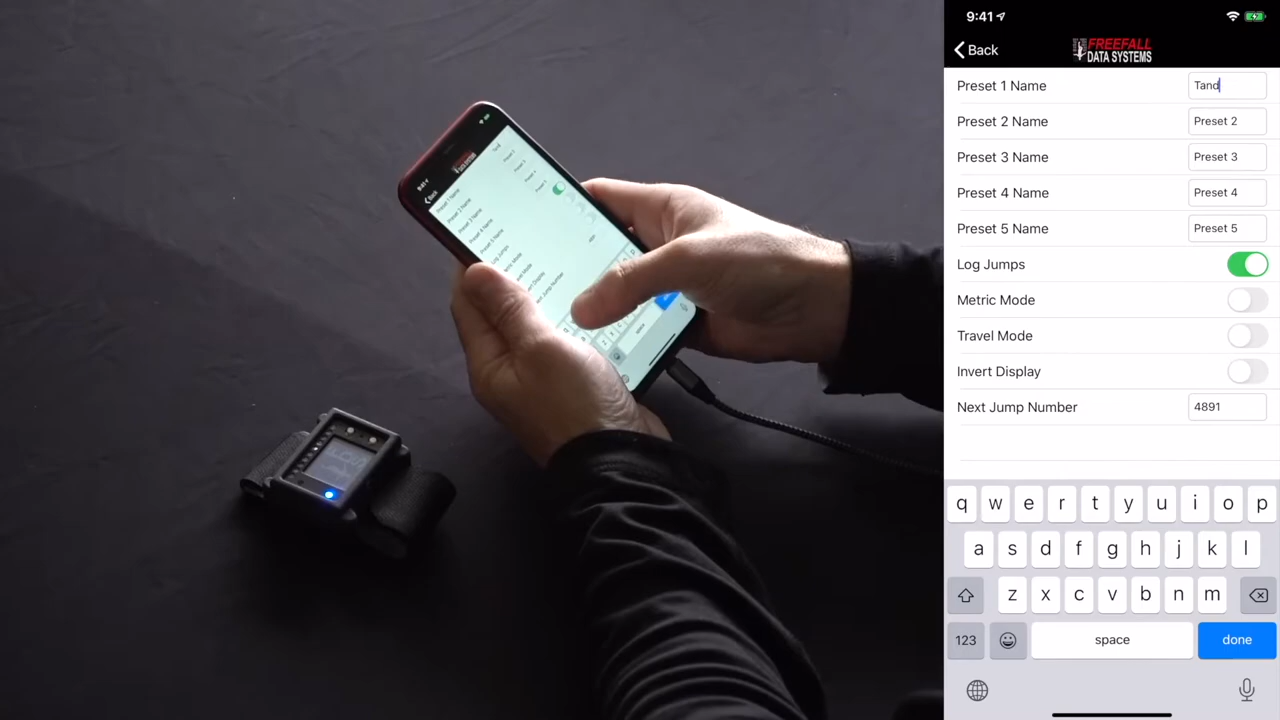 9:41
Back
FREEFALL
DATA SYSTEMS
Preset 1 Name Tand
Preset 2 Name Preset 2
Preset 3 Name Preset 3
Preset 4 Name Preset 4
Preset 5 Name Preset 5
Log Jumps
Metric Mode
Travel Mode
Invert Display
Next Jump Number 4891
q w e r t y u i o p
a s d f g h j k l
z x c v b n m
123 space done